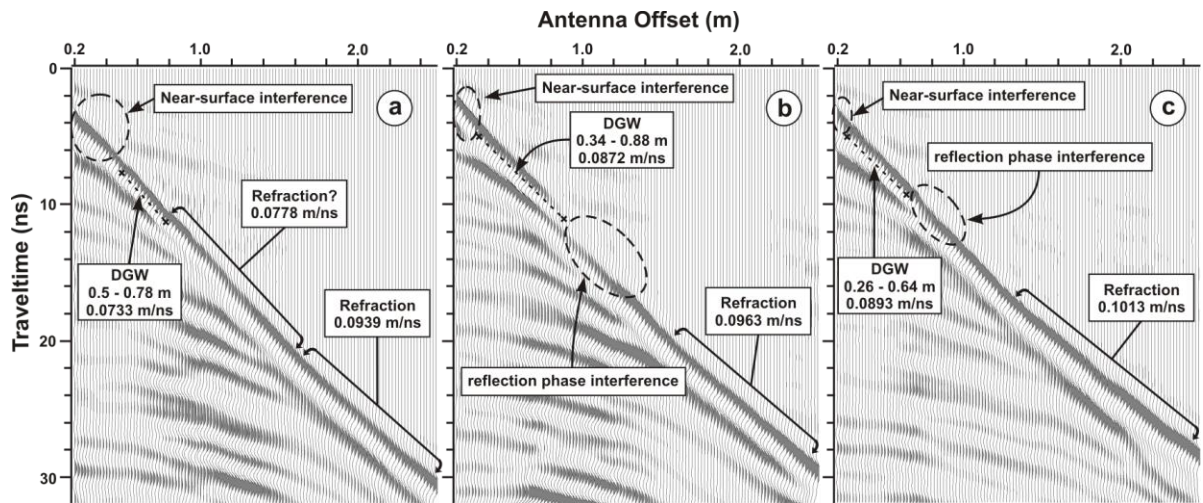 Antenna Offset (m)
0.2 1.0 2.0
0.2 1.0 2.0
0.2 1.0 2.0
Traveltime (ns)
0
10
20
30
a
Near-surface interference
Refraction?
0.0778 m/ns
DGW
0.5 - 0.78 m
0.0733 m/ns
Refraction
0.0939 m/ns
b
Near-surface interference
DGW
0.34 - 0.88 m
0.0872 m/ns
Refraction
0.0963 m/ns
reflection phase interference
c
Near-surface interference
reflection phase interference
DGW
0.26 - 0.64 m
0.0893 m/ns
Refraction
0.1013 m/ns